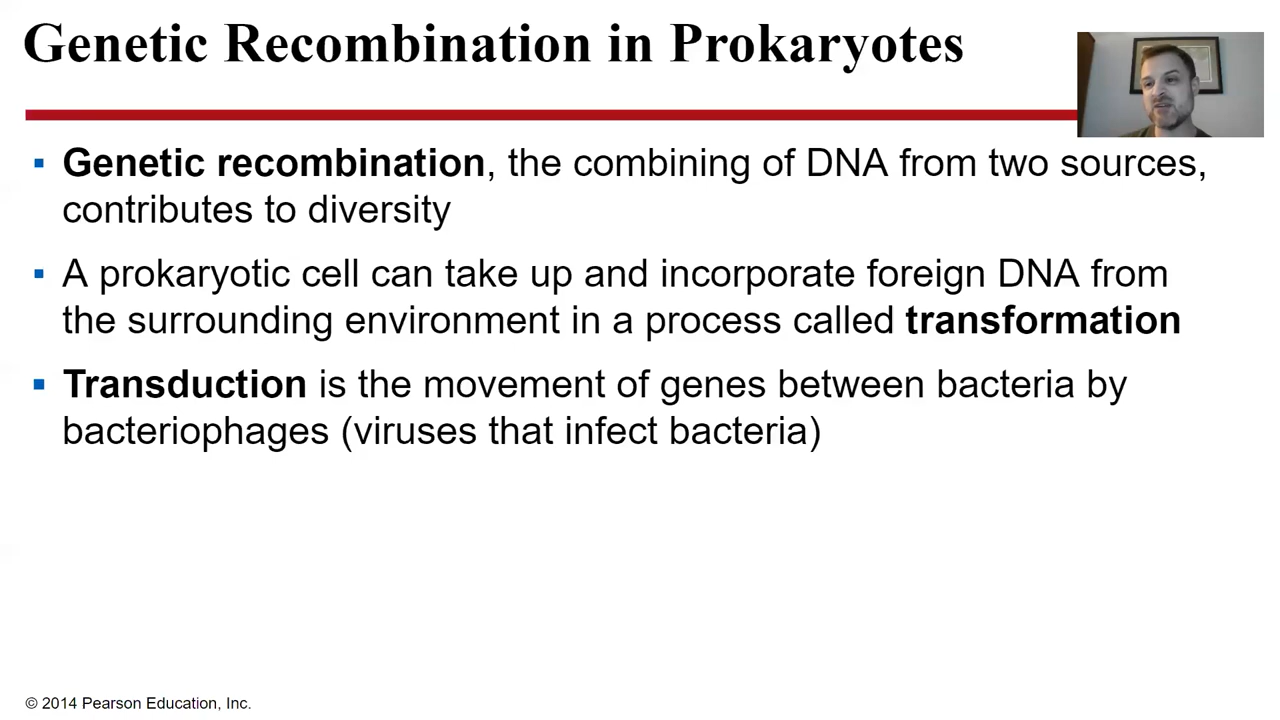 Genetic Recombination in Prokaryotes
▪ Genetic recombination, the combining of DNA from two sources,
contributes to diversity
▪ A prokaryotic cell can take up and incorporate foreign DNA from
the surrounding environment in a process called transformation
▪ Transduction is the movement of genes between bacteria by
bacteriophages (viruses that infect bacteria)
© 2014 Pearson Education, Inc.